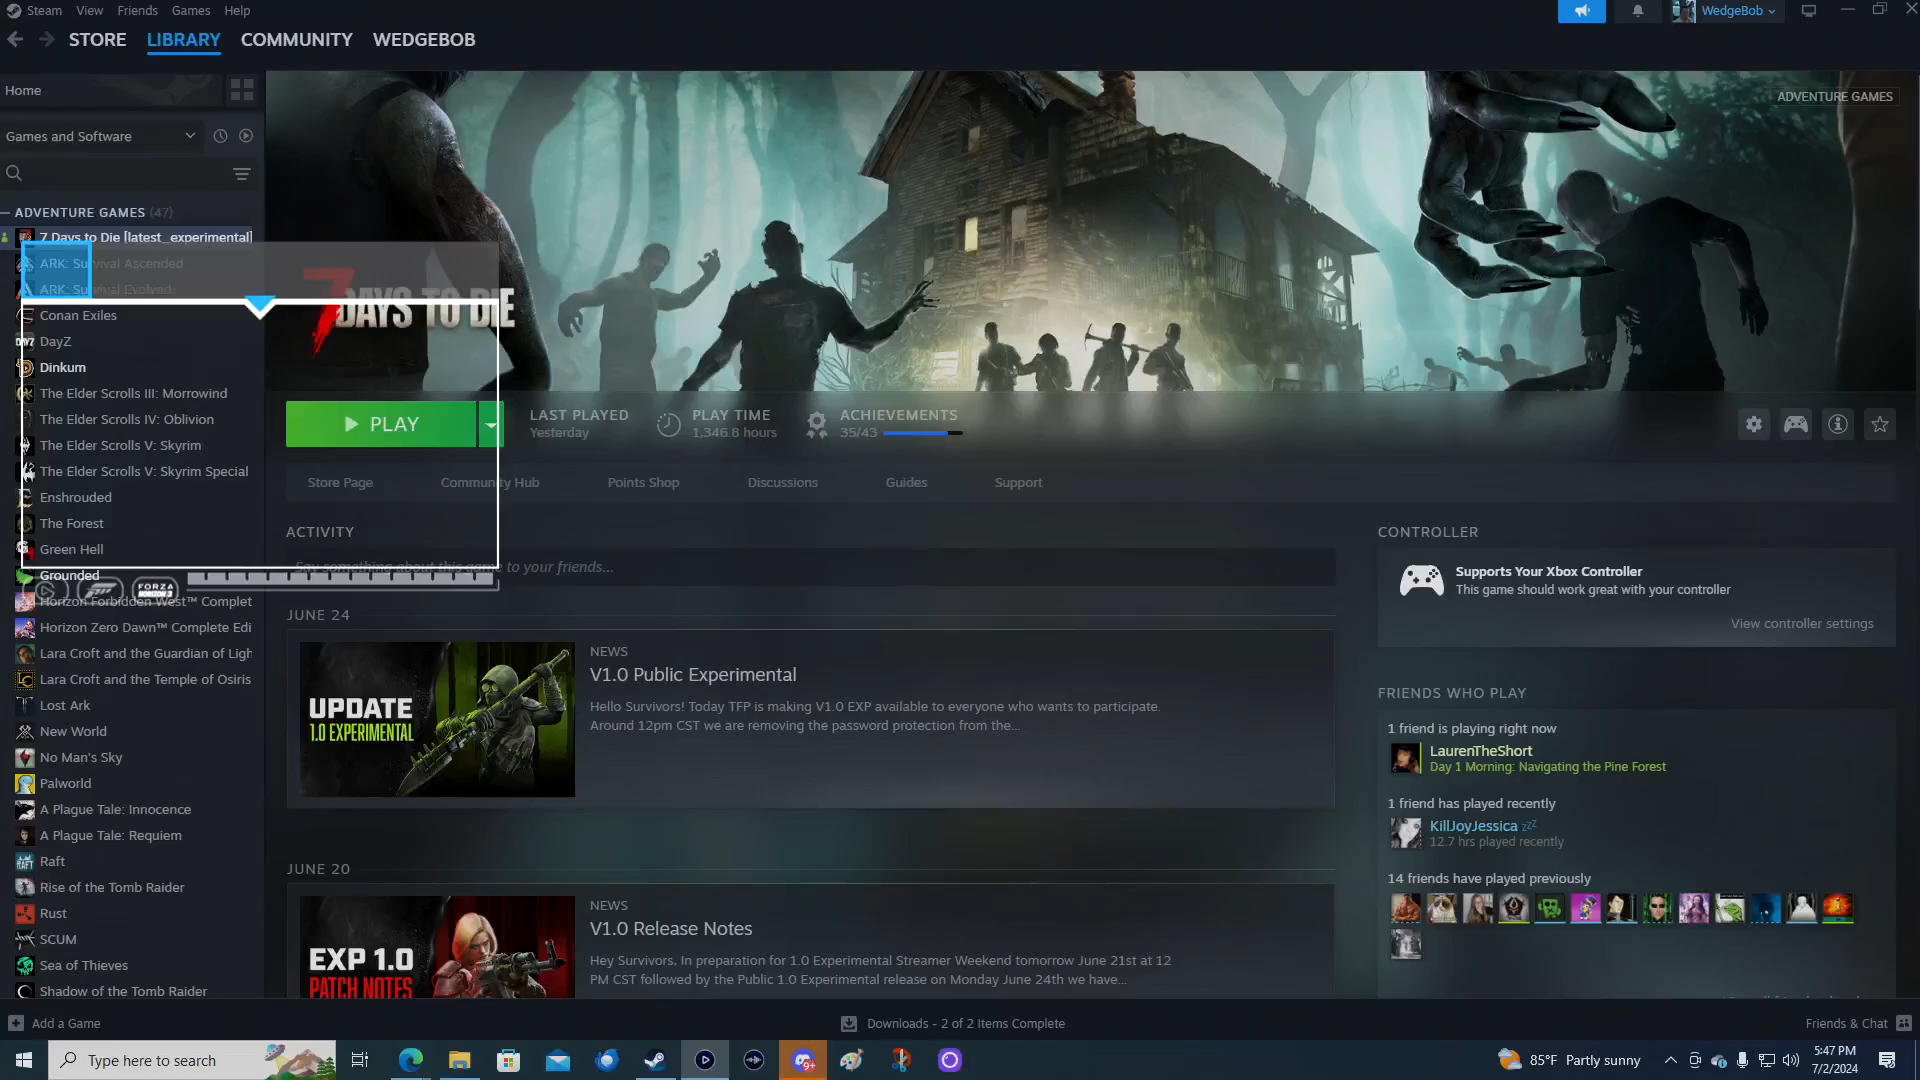 Steam View Friends Games Help
WedgeBob
STORE LIBRARY COMMUNITY WEDGEBOB
Home
ADVENTURE GAMES
Games and Software
ADVENTURE GAMES (47)
7 Days to Die [latest_experimental]
ARK: Survival Ascended
ARK: Survival Evolved
Conan Exiles
DayZ
Dinkum
The Elder Scrolls III: Morrowind
The Elder Scrolls IV: Oblivion
The Elder Scrolls V: Skyrim
The Elder Scrolls V: Skyrim Special
Enshrouded
The Forest
Green Hell
Grounded
Horizon Forbidden West™ Complet
Horizon Zero Dawn™ Complete Edi
Lara Croft and the Guardian of Ligh
Lara Croft and the Temple of Osiris
Lost Ark
New World
No Man's Sky
Palworld
A Plague Tale: Innocence
A Plague Tale: Requiem
Raft
Rise of the Tomb Raider
Rust
SCUM
Sea of Thieves
Shadow of the Tomb Raider
FORZA
HORIZON 3
7 DAYS TO DIE
PLAY
LAST PLAYED
Yesterday
PLAY TIME
1,346.8 hours
ACHIEVEMENTS
35/43
Store Page Community Hub Points Shop Discussions Guides Support
ACTIVITY
Say something about this game to your friends...
JUNE 24
UPDATE
1.0 EXPERIMENTAL
NEWS
V1.0 Public Experimental
Hello Survivors! Today TFP is making V1.0 EXP available to everyone who wants to participate.
Around 12pm CST we are removing the password protection from the...
JUNE 20
EXP 1.0
PATCH NOTES
NEWS
V1.0 Release Notes
Hey Survivors, In preparation for 1.0 Experimental Streamer Weekend tomorrow June 21st at 12
PM CST followed by the Public 1.0 Experimental release on Monday June 24th we have...
CONTROLLER
Supports Your Xbox Controller
This game should work great with your controller
View controller settings
FRIENDS WHO PLAY
1 friend is playing right now
LaurenTheShort
Day 1 Morning: Navigating the Pine Forest
1 friend has played recently
KillJoyJessica zzz
12.7 hrs played recently
14 friends have played previously
Add a Game
Downloads - 2 of 2 Items Complete
Friends & Chat
Type here to search
9+
85°F Partly sunny
5:47 PM
7/2/2024